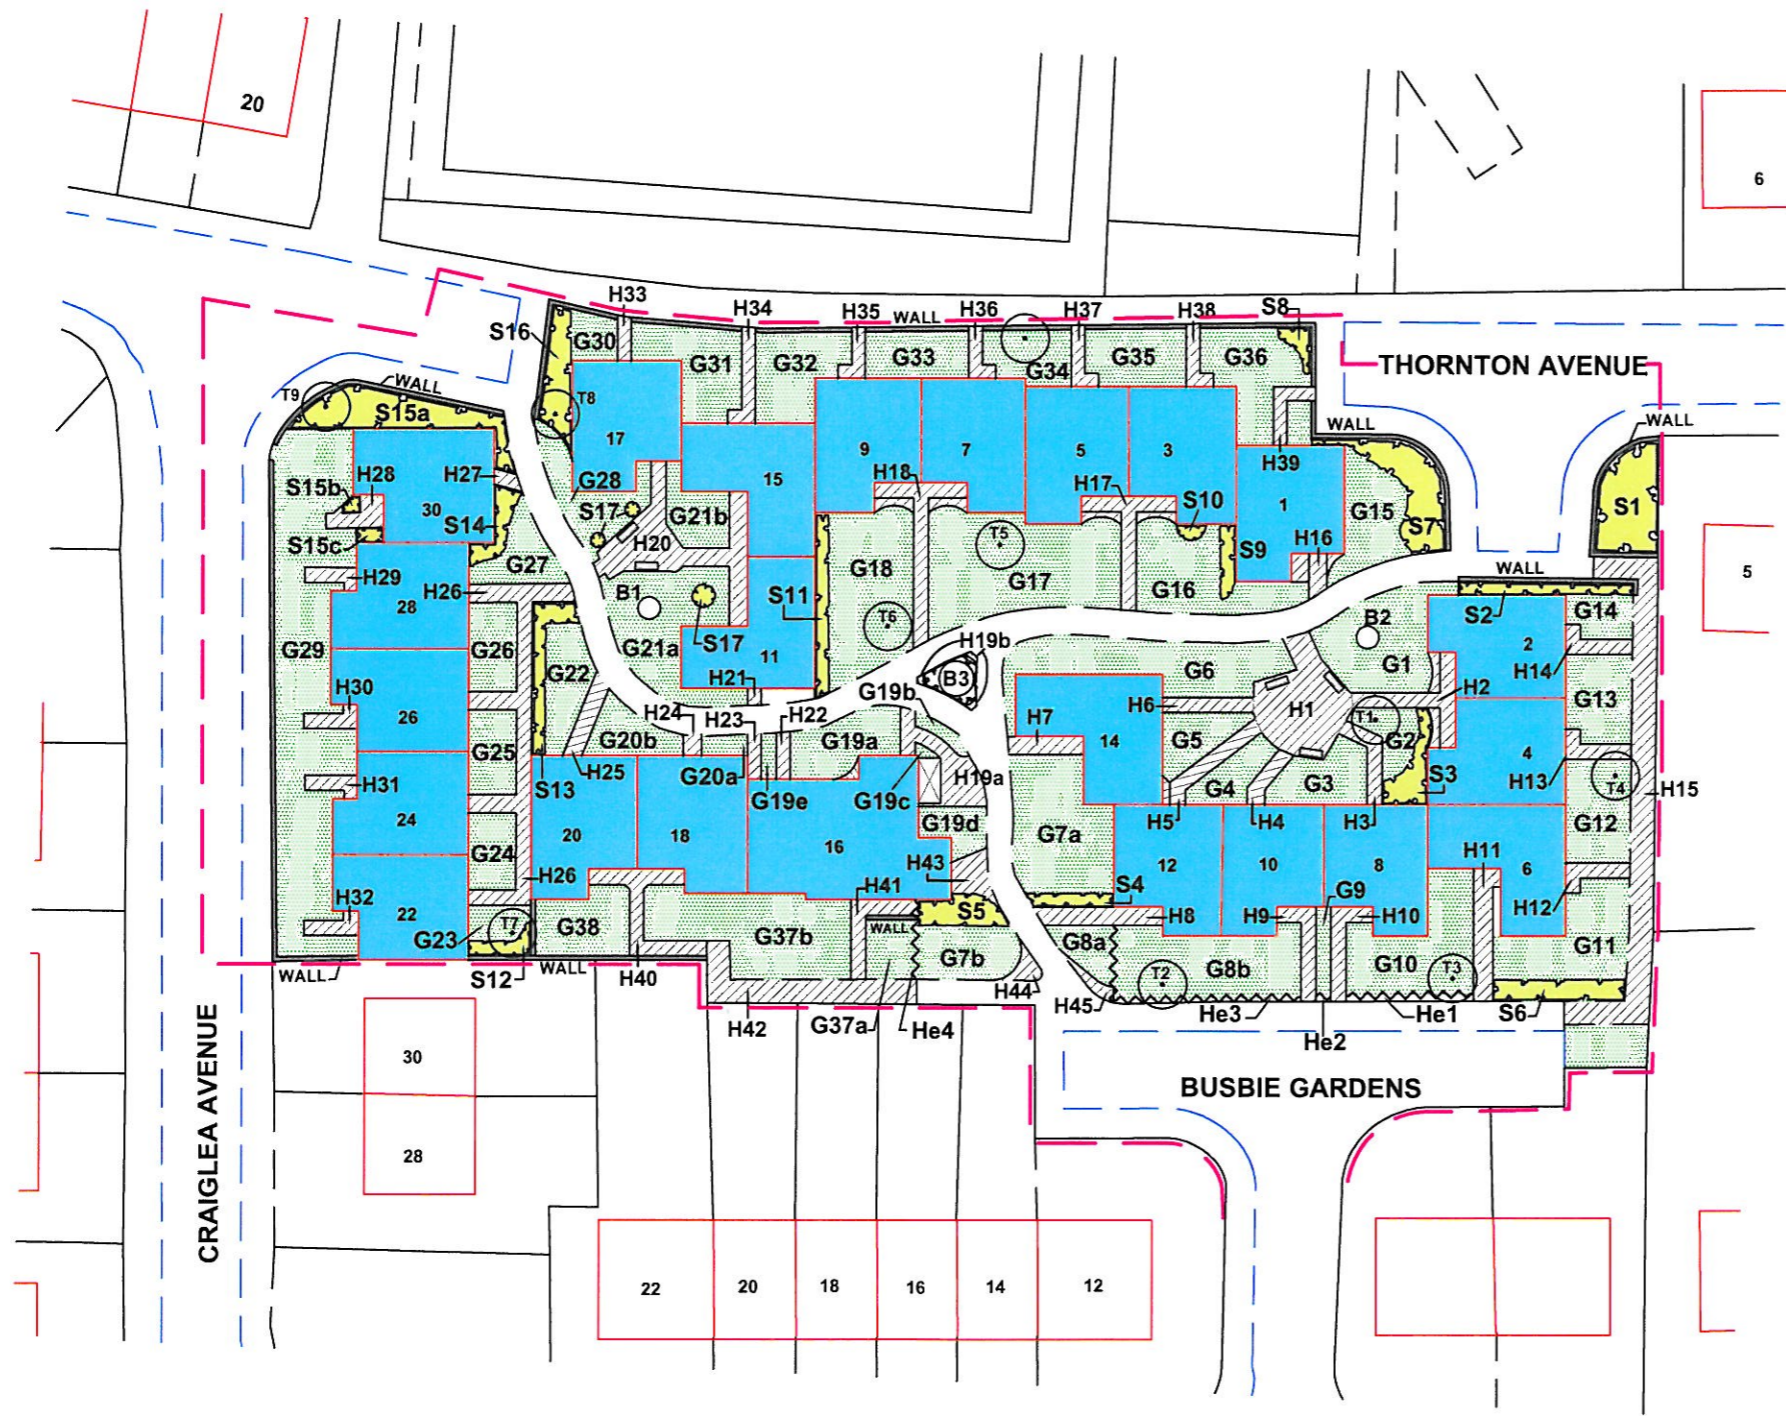 20
6
H33
H34
H35
WALL
H36
H37
H38
S8
S16
G30
G31
G32
G33
G34
G35
G36
THORNTON AVENUE
T9
WALL
S15a
T8
17
WALL
WALL
H28
H27
G28
9
H18
7
5
H17
3
H39
S15b
30
S14
S17
G21b
15
S10
1
G15
S7
S1
S15c
H20
T5
S9
H16
G27
H29
28
H26
B1
S11
G18
G17
G16
WALL
5
S2
G14
G29
G26
G22
G21a
S17
T6
H19b
B2
2
11
G6
G1
H14
H21
G19b
B3
H2
G13
H30
26
H24
H23
H22
H7
H6
H1
T1
G20b
G19a
14
G5
G2
4
G25
H25
G20a
H19a
G3
S3
H13
H31
S13
G19e
G19c
G4
T4
H15
24
20
18
16
G19d
G7a
H5
H4
H3
G12
G24
H43
12
10
8
H11
6
H26
H41
S4
G9
H32
22
T7
G38
S5
H8
H9
H10
H12
G23
WALL
G37b
G7b
G8a
G8b
G10
G11
T2
T3
WALL
S12
WALL
H40
H44
H45
He3
He1
S6
H42
G37a
He4
He2
30
CRAIGLEA AVENUE
BUSBIE GARDENS
28
22
20
18
16
14
12